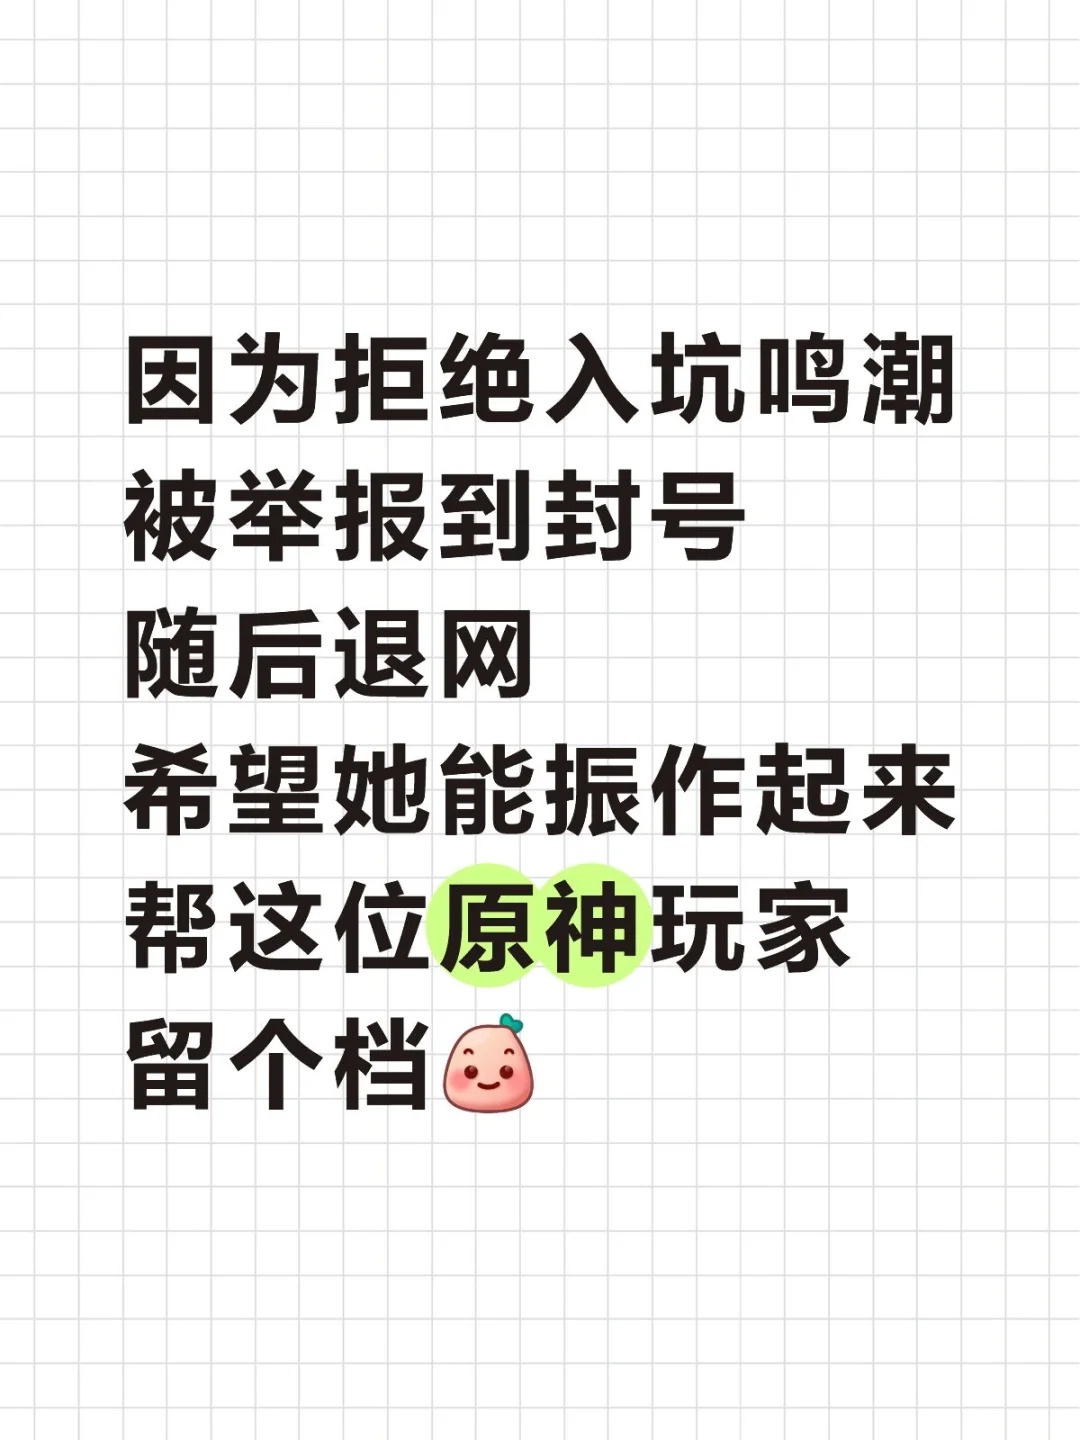 因为拒绝入坑鸣潮
被举报到封号
随后退网
希望她能振作起来
帮这位原神玩家
留个档